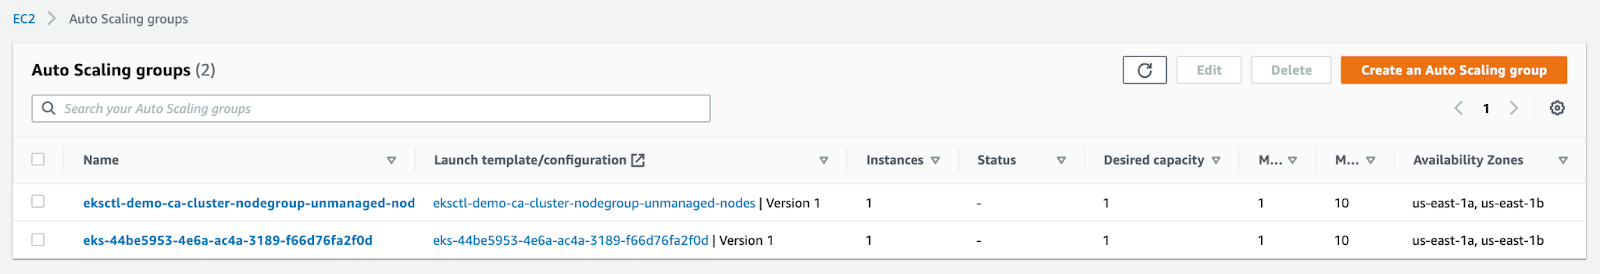 EC2 > Auto Scaling groups
Auto Scaling groups (2) Edit Delete Create an Auto Scaling group
Search your Auto Scaling groups 1
Name Launch template/configuration Instances Status Desired capacity M... M... Availability Zones
eksctl-demo-ca-cluster-nodegroup-unmanaged-nod eksctl-demo-ca-cluster-nodegroup-unmanaged-nodes | Version 1 1 - 1 1 10 us-east-1a, us-east-1b
eks-44be5953-4e6a-ac4a-3189-f66d76fa2f0d eks-44be5953-4e6a-ac4a-3189-f66d76fa2f0d | Version 1 1 - 1 1 10 us-east-1a, us-east-1b